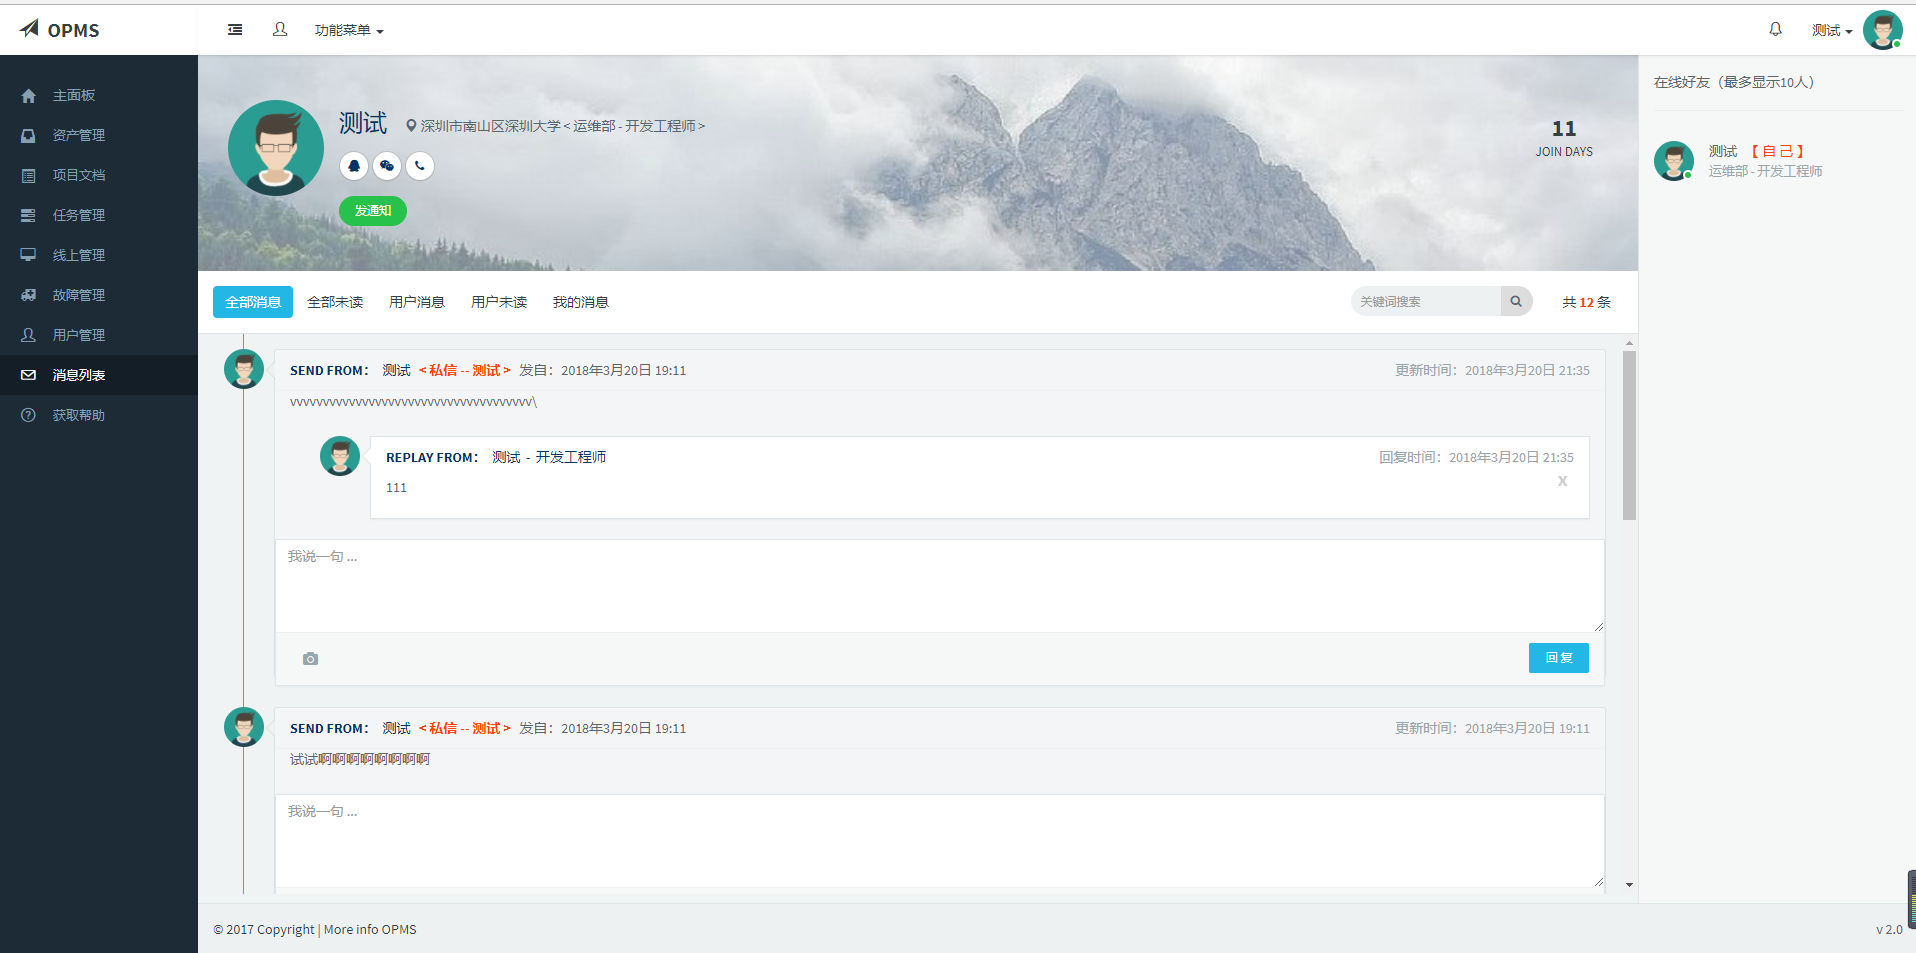 OPMS
功能菜单
测试
主面板
资产管理
项目文档
任务管理
线上管理
故障管理
用户管理
消息列表
获取帮助
测试 深圳市南山区深圳大学 < 运维部 - 开发工程师 >
发通知
11
JOIN DAYS
在线好友（最多显示10人）
测试 【 自 己 】
运维部 - 开发工程师
全部消息 全部未读 用户消息 用户未读 我的消息
关键词搜索
共 12 条
SEND FROM： 测试 < 私信 -- 测试 > 发自：2018年3月20日 19:11
更新时间：2018年3月20日 21:35
vvvvvvvvvvvvvvvvvvvvvvvvvvvvvvvvvvvvv\
REPLAY FROM： 测试 - 开发工程师
回复时间：2018年3月20日 21:35
111
X
我说一句 ...
回复
SEND FROM： 测试 < 私信 -- 测试 > 发自：2018年3月20日 19:11
更新时间：2018年3月20日 19:11
试试啊啊啊啊啊啊啊啊
我说一句 ...
© 2017 Copyright | More info OPMS
v 2.0